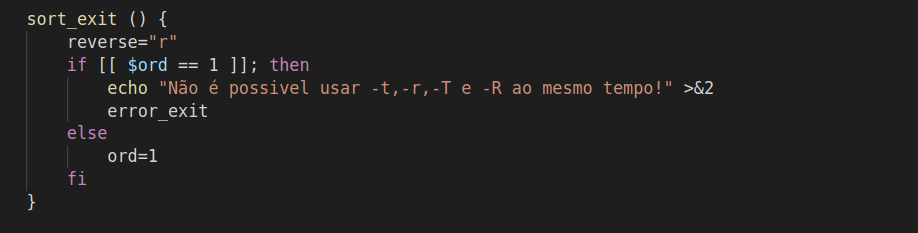 sort_exit () {
    reverse="r"
    if [[ $ord == 1 ]]; then
        echo "Não é possivel usar -t,-r,-T e -R ao mesmo tempo!" >&2
        error_exit
    else
        ord=1
    fi
}